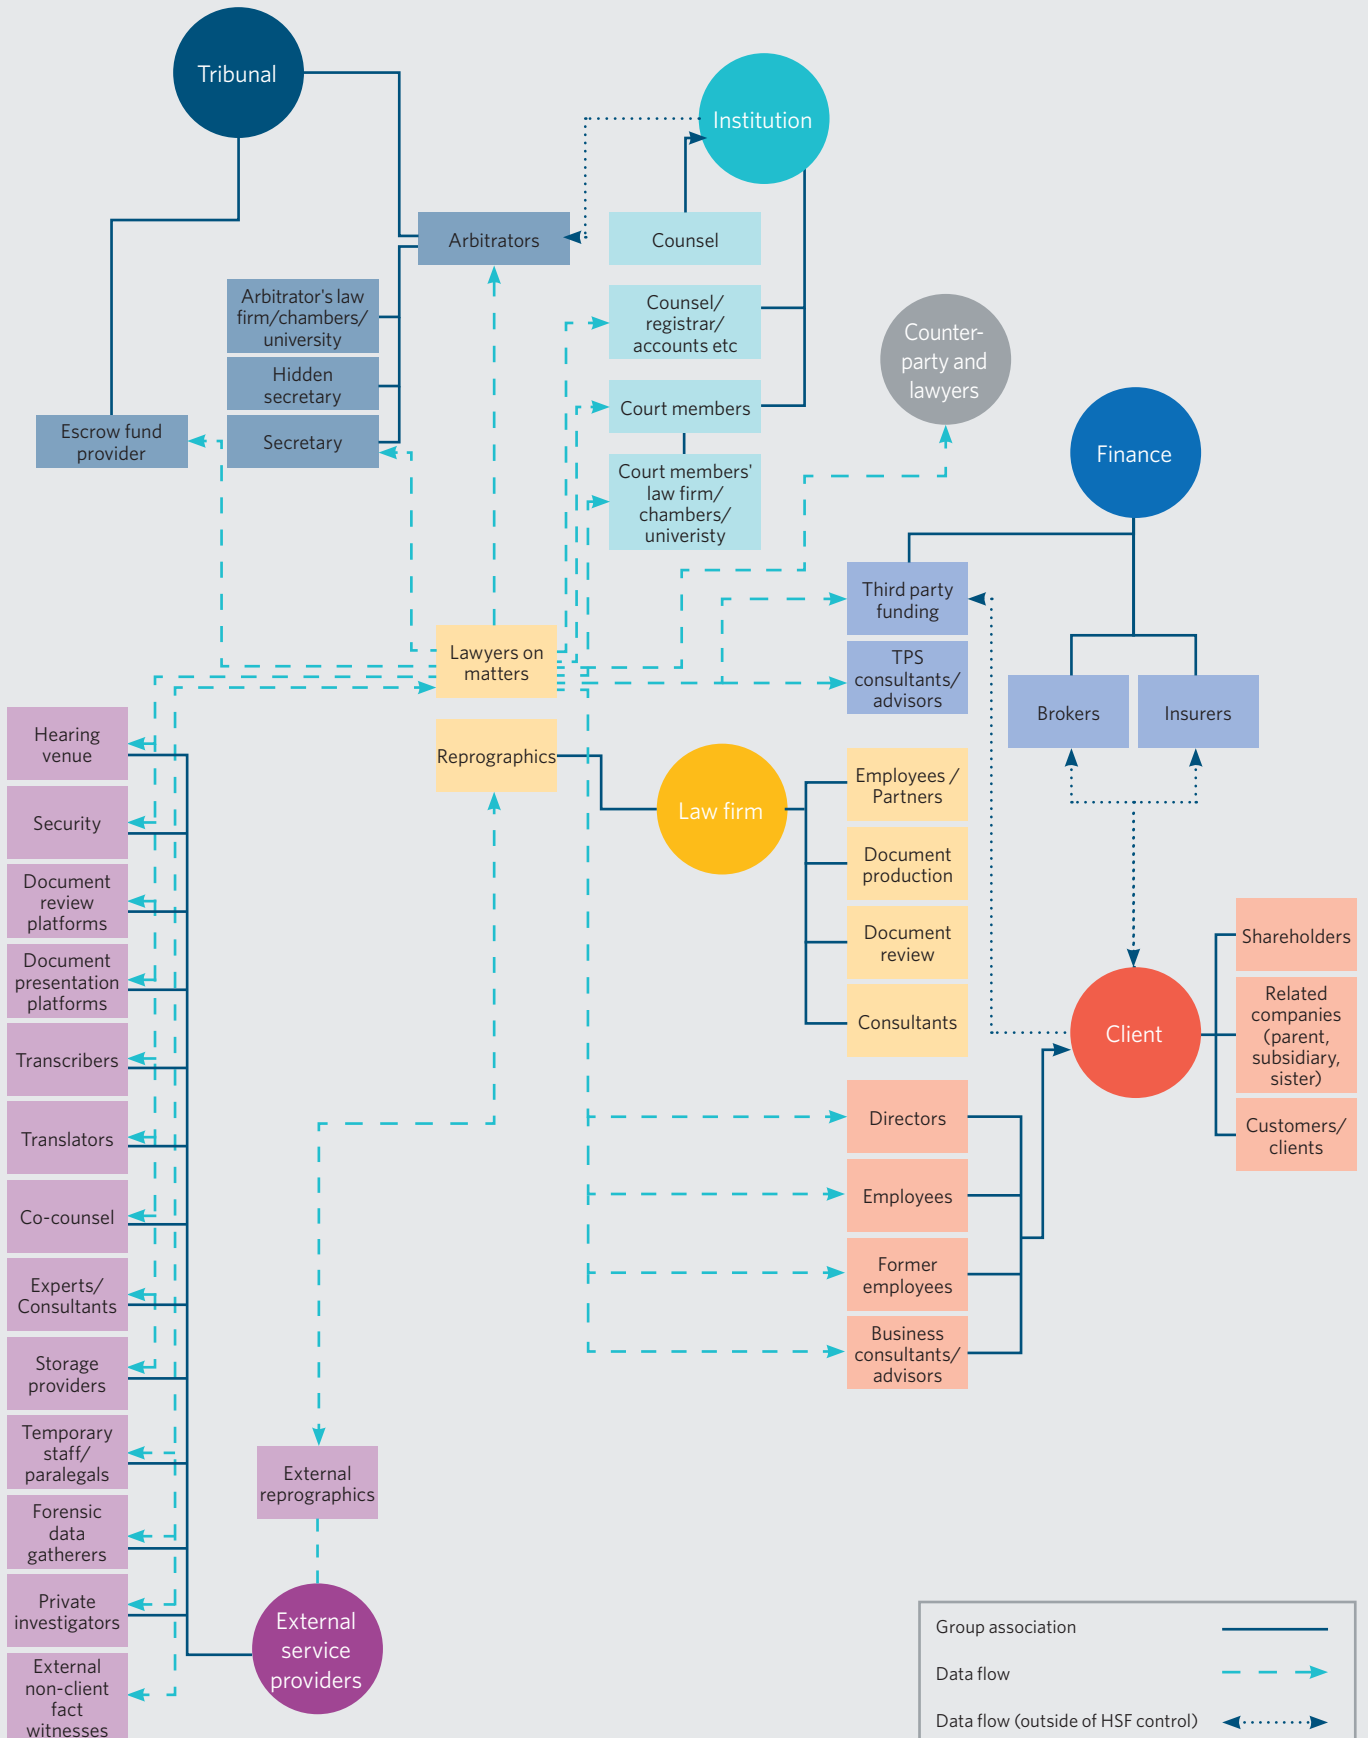 Tribunal
Institution
Arbitrators
Counsel
Arbitrator's law
firm/chambers/
university
Hidden
secretary
Secretary
Escrow fund
provider
Counsel/
registrar/
accounts etc
Court members
Court members'
law firm/
chambers/
univeristy
Counter-
party and
lawyers
Finance
Third party
funding
TPS
consultants/
advisors
Brokers
Insurers
Lawyers on
matters
Reprographics
Law firm
Employees /
Partners
Document
production
Document
review
Consultants
Hearing
venue
Security
Document
review
platforms
Document
presentation
platforms
Transcribers
Translators
Co-counsel
Experts/
Consultants
Storage
providers
Temporary
staff/
paralegals
Forensic
data
gatherers
Private
investigators
External
non-client
fact
witnesses
External
reprographics
External
service
providers
Client
Shareholders
Related
companies
(parent,
subsidiary,
sister)
Customers/
clients
Directors
Employees
Former
employees
Business
consultants/
advisors
Group association
Data flow
Data flow (outside of HSF control)